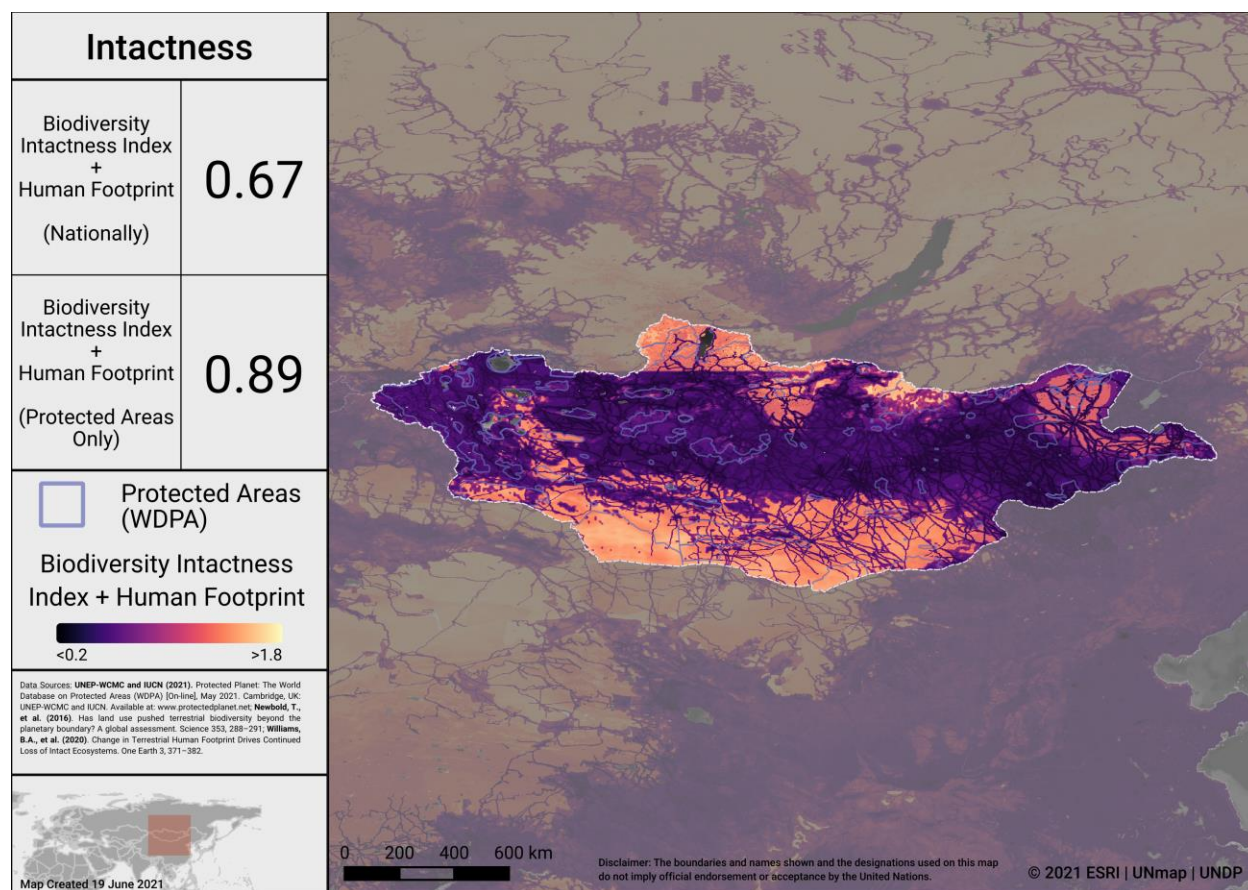 Intactness
Biodiversity
Intactness Index
+
Human Footprint
(Nationally)
0.67
Biodiversity
Intactness Index
+
Human Footprint
(Protected Areas
Only)
0.89
Protected Areas
(WDPA)
Biodiversity Intactness
Index + Human Footprint
<0.2
>1.8
Data Sources: UNEP-WCMC and IUCN (2021). Protected Planet: The World
Database on Protected Areas (WDPA) [On-line], May 2021. Cambridge, UK:
UNEP-WCMC and IUCN. Available at: www.protectedplanet.net; Newbold, T.,
et al. (2016). Has land use pushed terrestrial biodiversity beyond the
planetary boundary? A global assessment. Science 353, 288–291; Williams,
B.A., et al. (2020). Change in Terrestrial Human Footprint Drives Continued
Loss of Intact Ecosystems. One Earth 3, 371–382.
Map Created 19 June 2021
0 200 400 600 km
Disclaimer: The boundaries and names shown and the designations used on this map
do not imply official endorsement or acceptance by the United Nations.
© 2021 ESRI | UNmap | UNDP